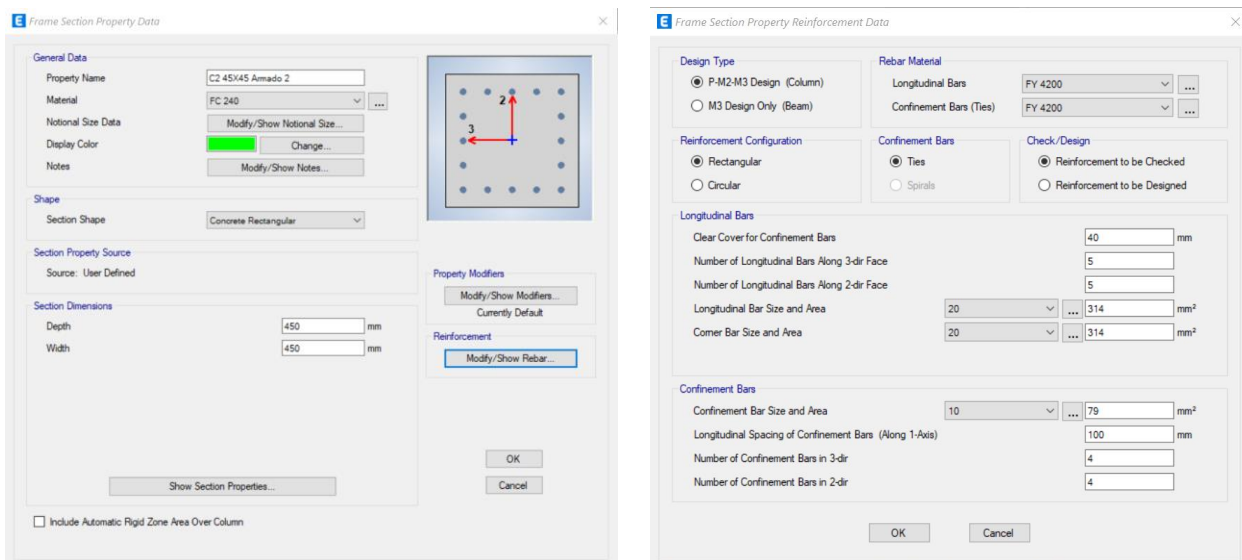 E Frame Section Property Data
General Data
Property Name C2 45X45 Armado 2
Material FC 240 ...
Notional Size Data Modify/Show Notional Size...
Display Color Change...
Notes Modify/Show Notes...
Shape
Section Shape Concrete Rectangular
Section Property Source
Source: User Defined
Section Dimensions
Depth 450 mm
Width 450 mm
Show Section Properties...
Include Automatic Rigid Zone Area Over Column
2
3
Property Modifiers
Modify/Show Modifiers...
Currently Default
Reinforcement
Modify/Show Rebar...
OK
Cancel
E Frame Section Property Reinforcement Data
Design Type
P-M2-M3 Design (Column)
M3 Design Only (Beam)
Rebar Material
Longitudinal Bars FY 4200 ...
Confinement Bars (Ties) FY 4200 ...
Reinforcement Configuration
Rectangular
Circular
Confinement Bars
Ties
Spirals
Check/Design
Reinforcement to be Checked
Reinforcement to be Designed
Longitudinal Bars
Clear Cover for Confinement Bars 40 mm
Number of Longitudinal Bars Along 3-dir Face 5
Number of Longitudinal Bars Along 2-dir Face 5
Longitudinal Bar Size and Area 20 ... 314 mm²
Corner Bar Size and Area 20 ... 314 mm²
Confinement Bars
Confinement Bar Size and Area 10 ... 79 mm²
Longitudinal Spacing of Confinement Bars (Along 1-Axis) 100 mm
Number of Confinement Bars in 3-dir 4
Number of Confinement Bars in 2-dir 4
OK Cancel